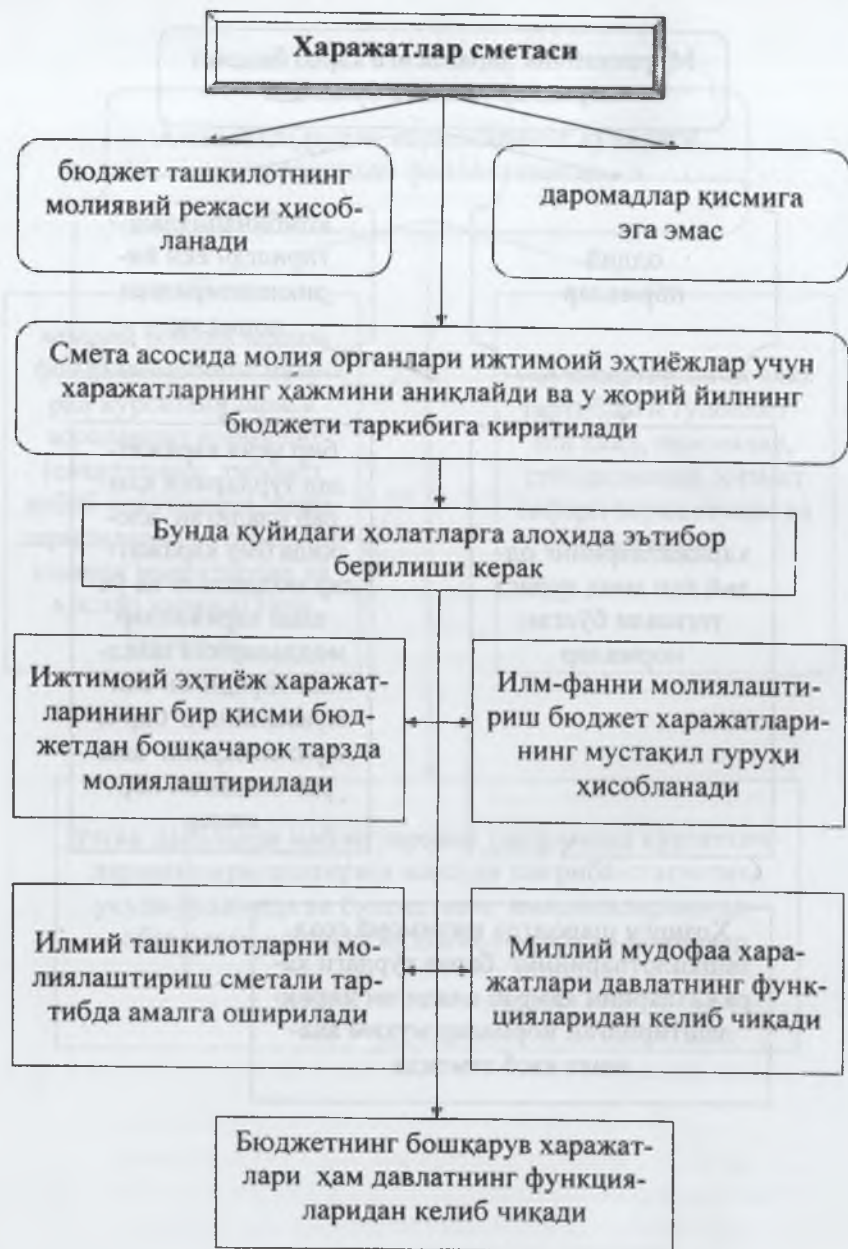 Харажатлар сметаси
бюджет ташкилотнинг
молиявий режаси ҳисоб-
ланади
даромадлар қисмига
эга эмас
Смета асосида молия органлари ижтимоий эҳтиёжлар учун
харажатларнинг ҳажмини аниқлайди ва у жорий йилнинг
бюджети таркибига киритилади
Бунда қуйидаги ҳолатларга алоҳида эътибор
берилиши керак
Ижтимоий эҳтиёж харажат-
ларининг бир қисми бюд-
жетдан бошқачароқ тарзда
молиялаштирилади
Илм-фанни молиялашти-
риш бюджет харажатлари-
нинг мустақил гуруҳи
ҳисобланади
Илмий ташкилотларни мо-
лиялаштириш сметали тар-
тибда амалга оширилади
Миллий мудофаа хара-
жатлари давлатнинг функ-
цияларидан келиб чиқади
Бюджетнинг бошқарув харажат-
лари ҳам давлатнинг функция-
ларидан келиб чиқади